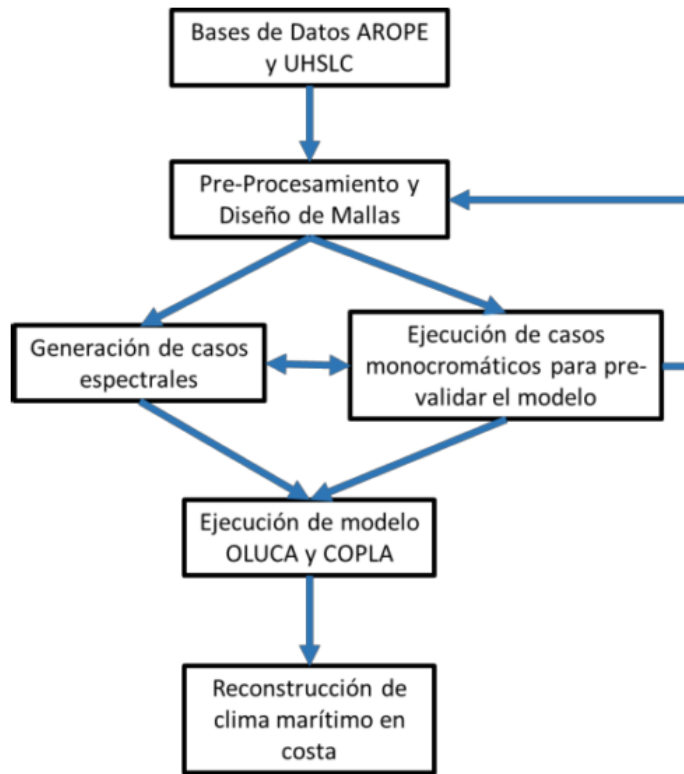 Bases de Datos AROPE
y UHSLC
Pre-Procesamiento y
Diseño de Mallas
Generación de casos
espectrales
Ejecución de casos
monocromáticos para pre-
validar el modelo
Ejecución de modelo
OLUCA y COPLA
Reconstrucción de
clima marítimo en
costa